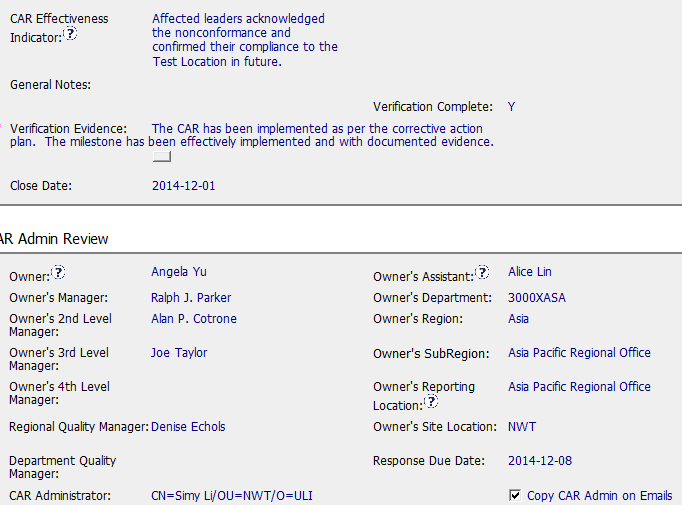 CAR Effectiveness Affected leaders acknowledged
Indicator: ? the nonconformance and
confirmed their compliance to the
Test Location in future.
General Notes:
Verification Complete: Y
* Verification Evidence: The CAR has been implemented as per the corrective action
plan. The milestone has been effectively implemented and with documented evidence.
Close Date: 2014-12-01
AR Admin Review
Owner: ? Angela Yu Owner's Assistant: ? Alice Lin
Owner's Manager: Ralph J. Parker Owner's Department: 3000XASA
Owner's 2nd Level Alan P. Cotrone Owner's Region: Asia
Manager:
Owner's 3rd Level Joe Taylor Owner's SubRegion: Asia Pacific Regional Office
Manager:
Owner's 4th Level Owner's Reporting Asia Pacific Regional Office
Manager: Location: ?
Regional Quality Manager: Denise Echols Owner's Site Location: NWT
Department Quality Response Due Date: 2014-12-08
Manager:
CAR Administrator: CN=Simy Li/OU=NWT/O=ULI Copy CAR Admin on Emails